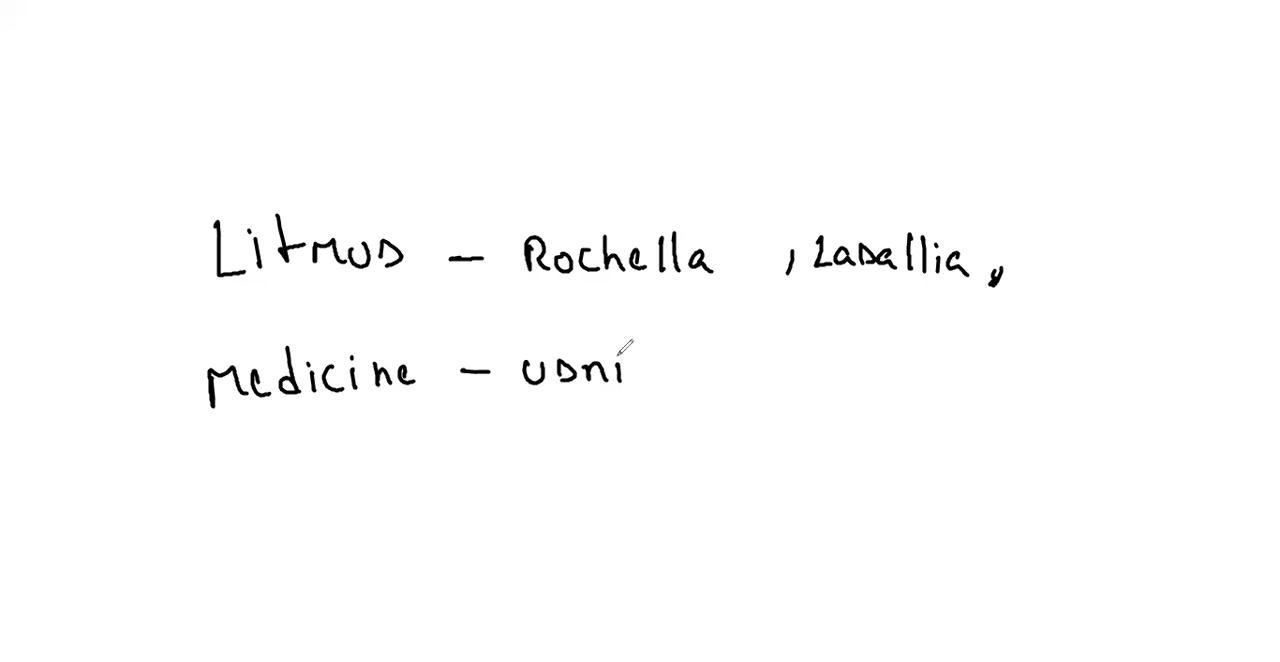 Litmus - Rochella , Lasallia ,
Medicine - Usni